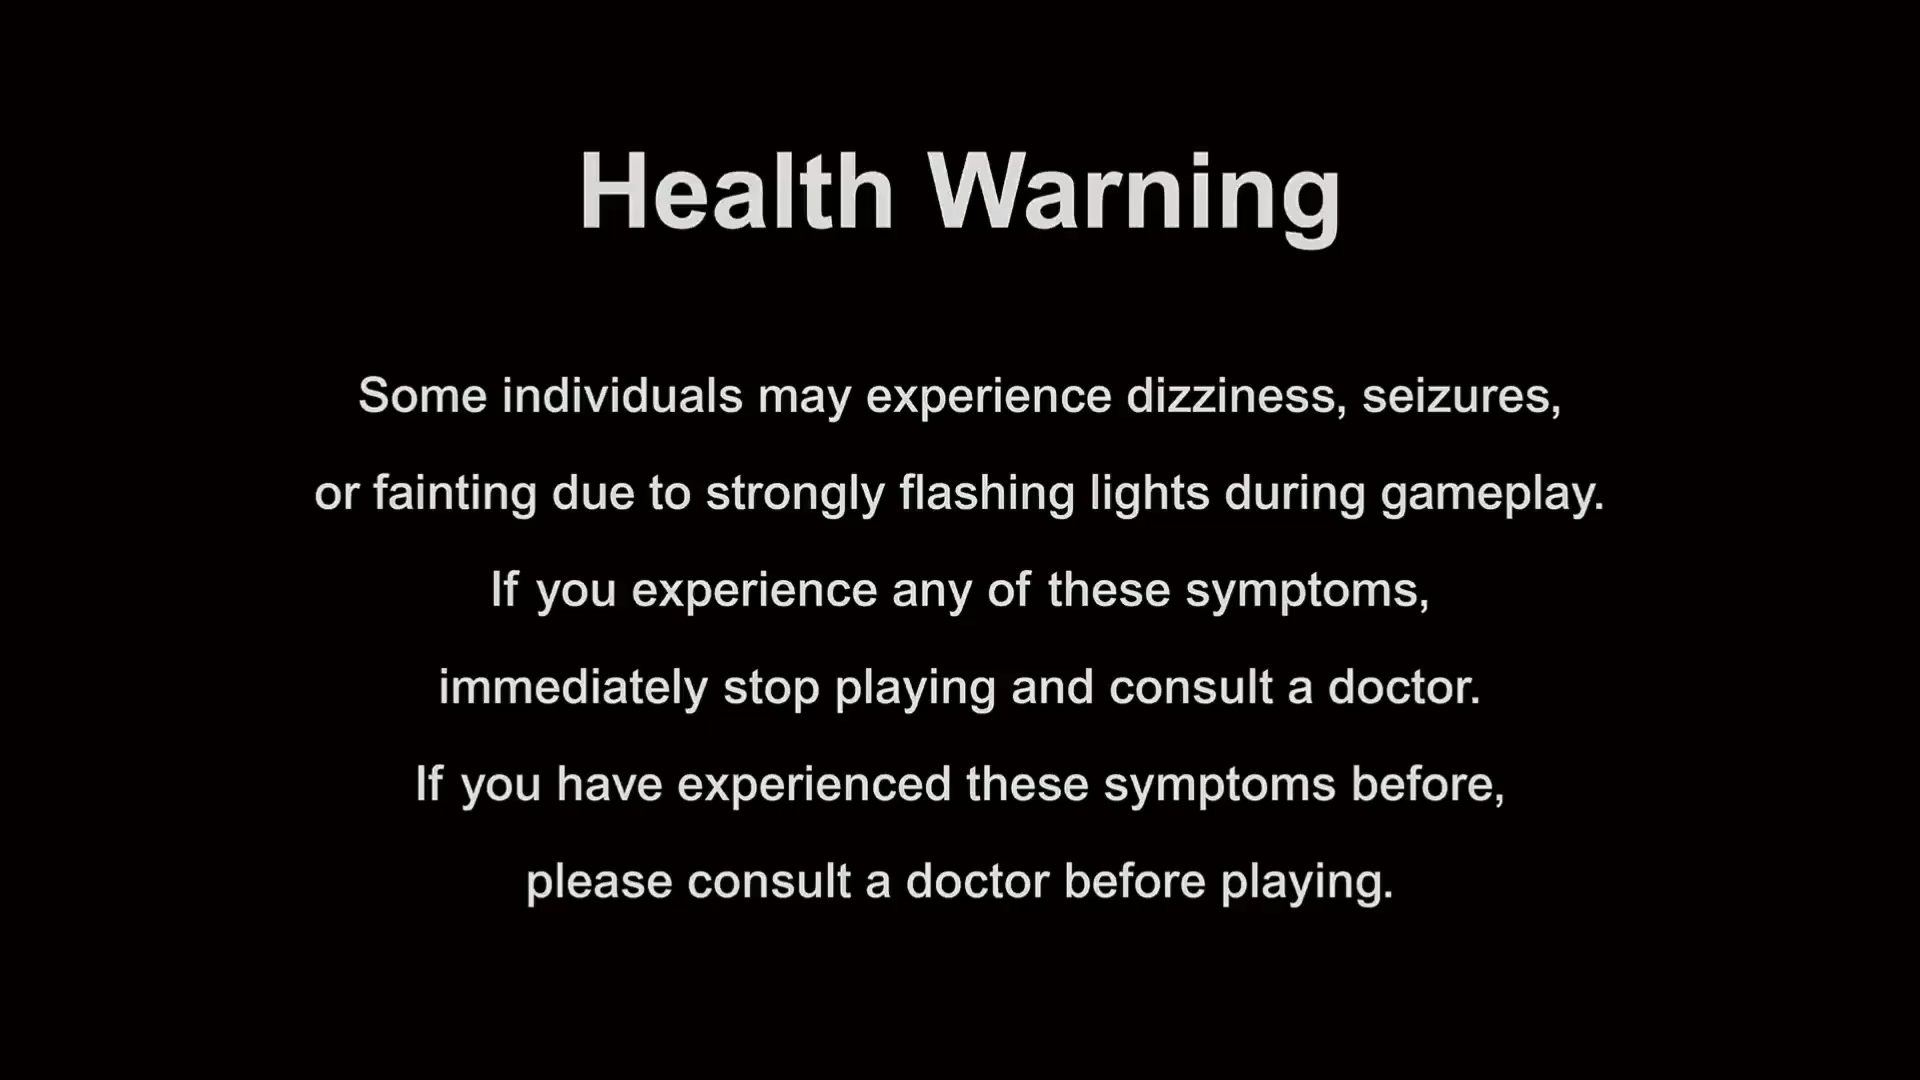 Health Warning
Some individuals may experience dizziness, seizures,
or fainting due to strongly flashing lights during gameplay.
If you experience any of these symptoms,
immediately stop playing and consult a doctor.
If you have experienced these symptoms before,
please consult a doctor before playing.